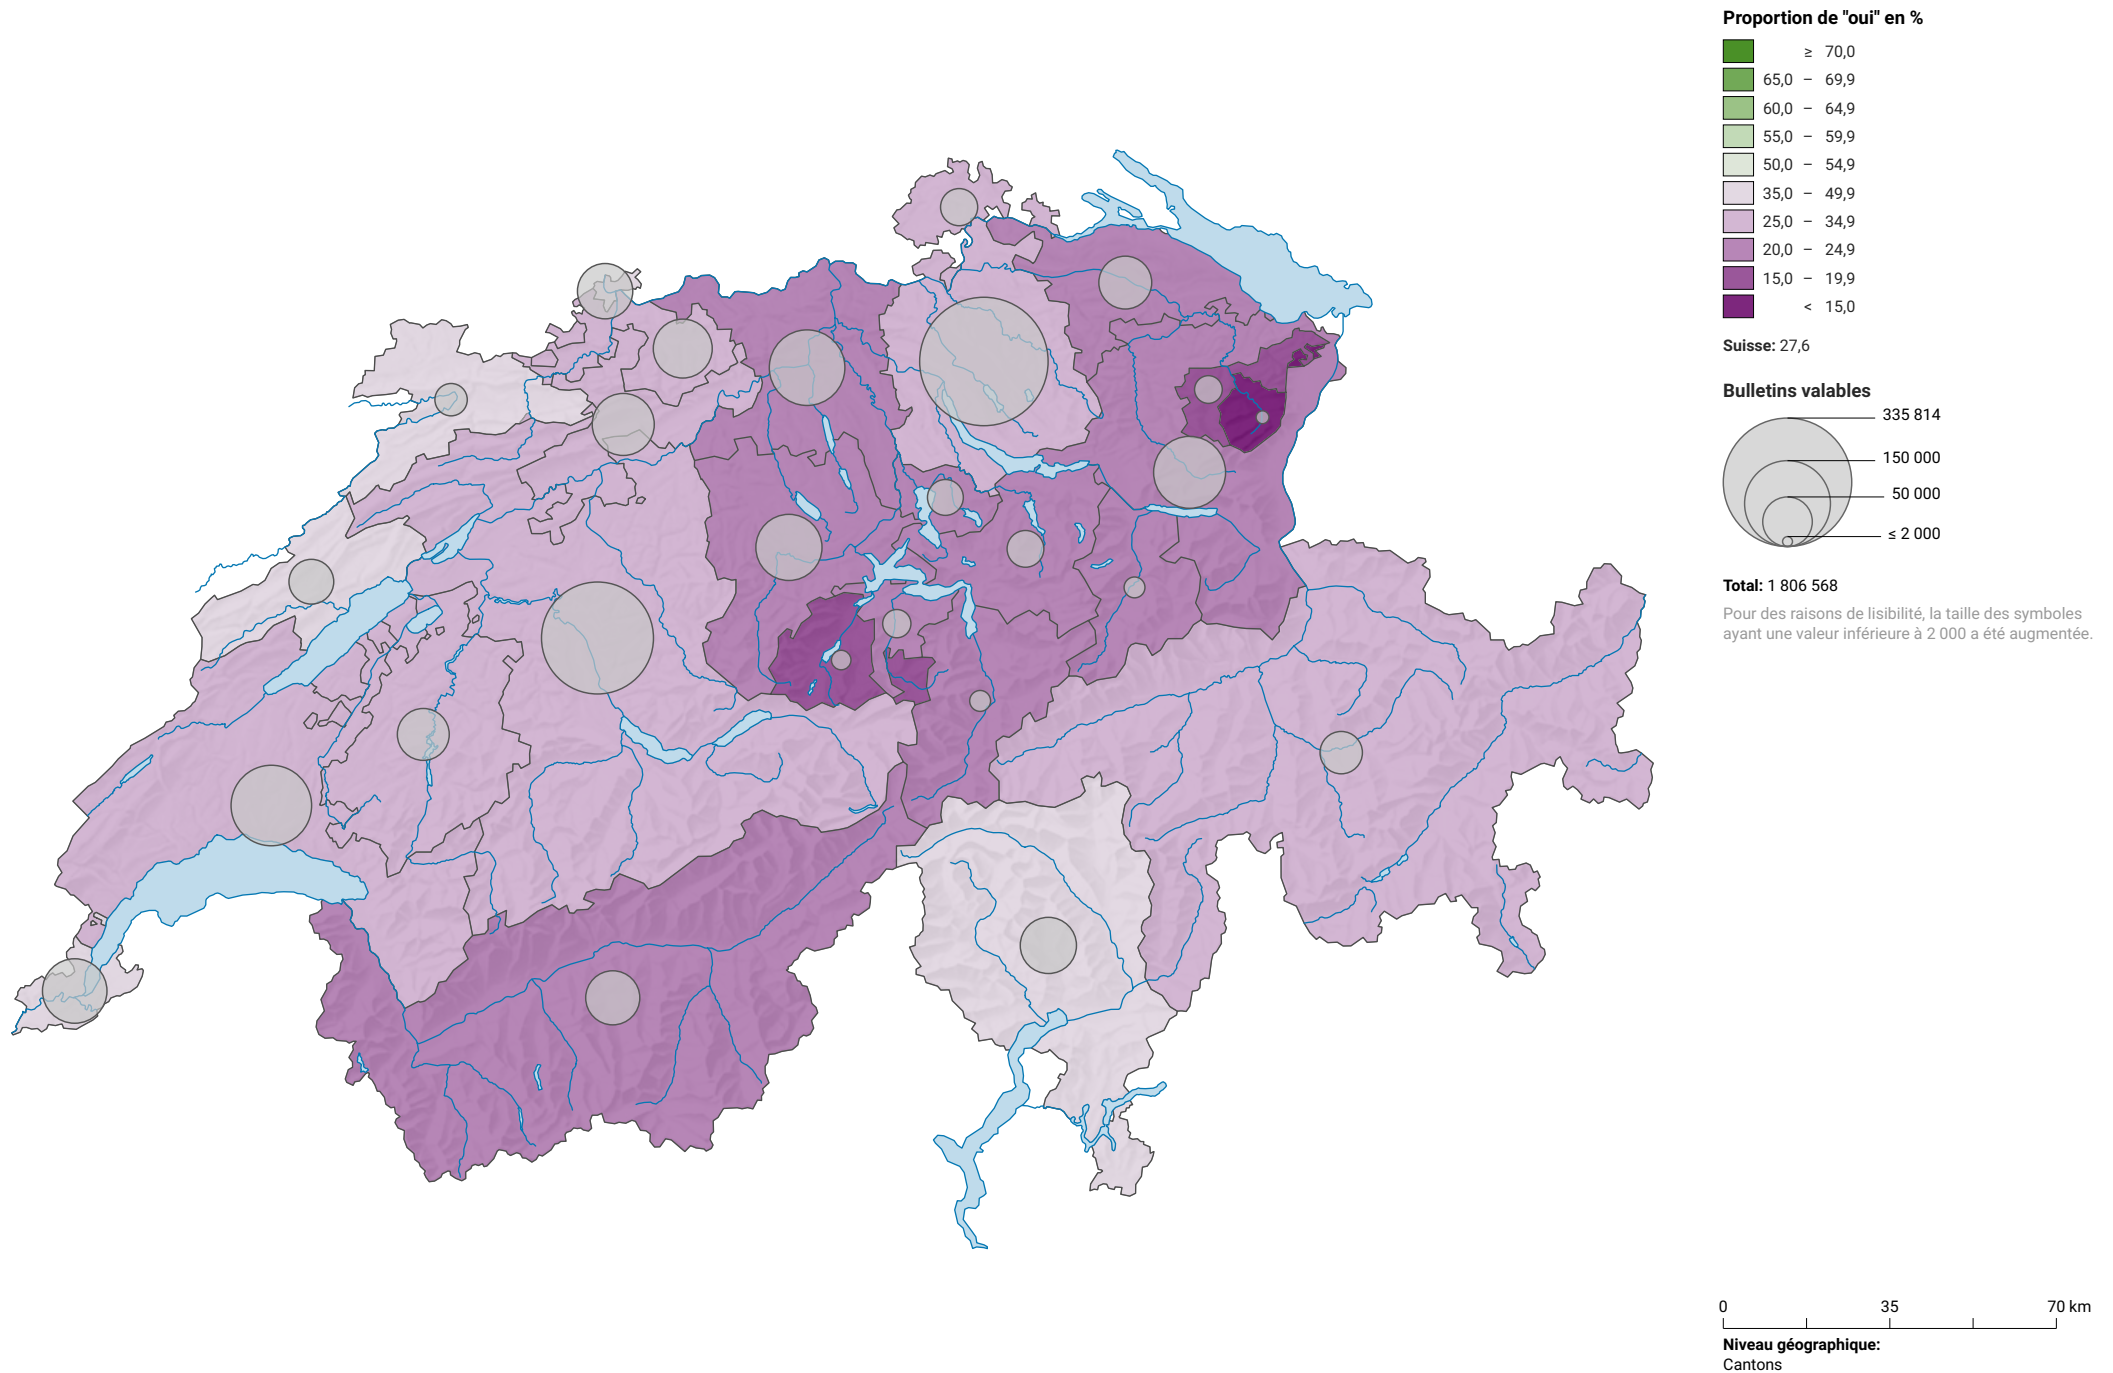 Proportion de "oui" en %
≥ 70,0
65,0 – 69,9
60,0 – 64,9
55,0 – 59,9
50,0 – 54,9
35,0 – 49,9
25,0 – 34,9
20,0 – 24,9
15,0 – 19,9
< 15,0
Suisse: 27,6
Bulletins valables
335 814
150 000
50 000
≤ 2 000
Total: 1 806 568
Pour des raisons de lisibilité, la taille des symboles
ayant une valeur inférieure à 2 000 a été augmentée.
0 35 70 km
Niveau géographique:
Cantons